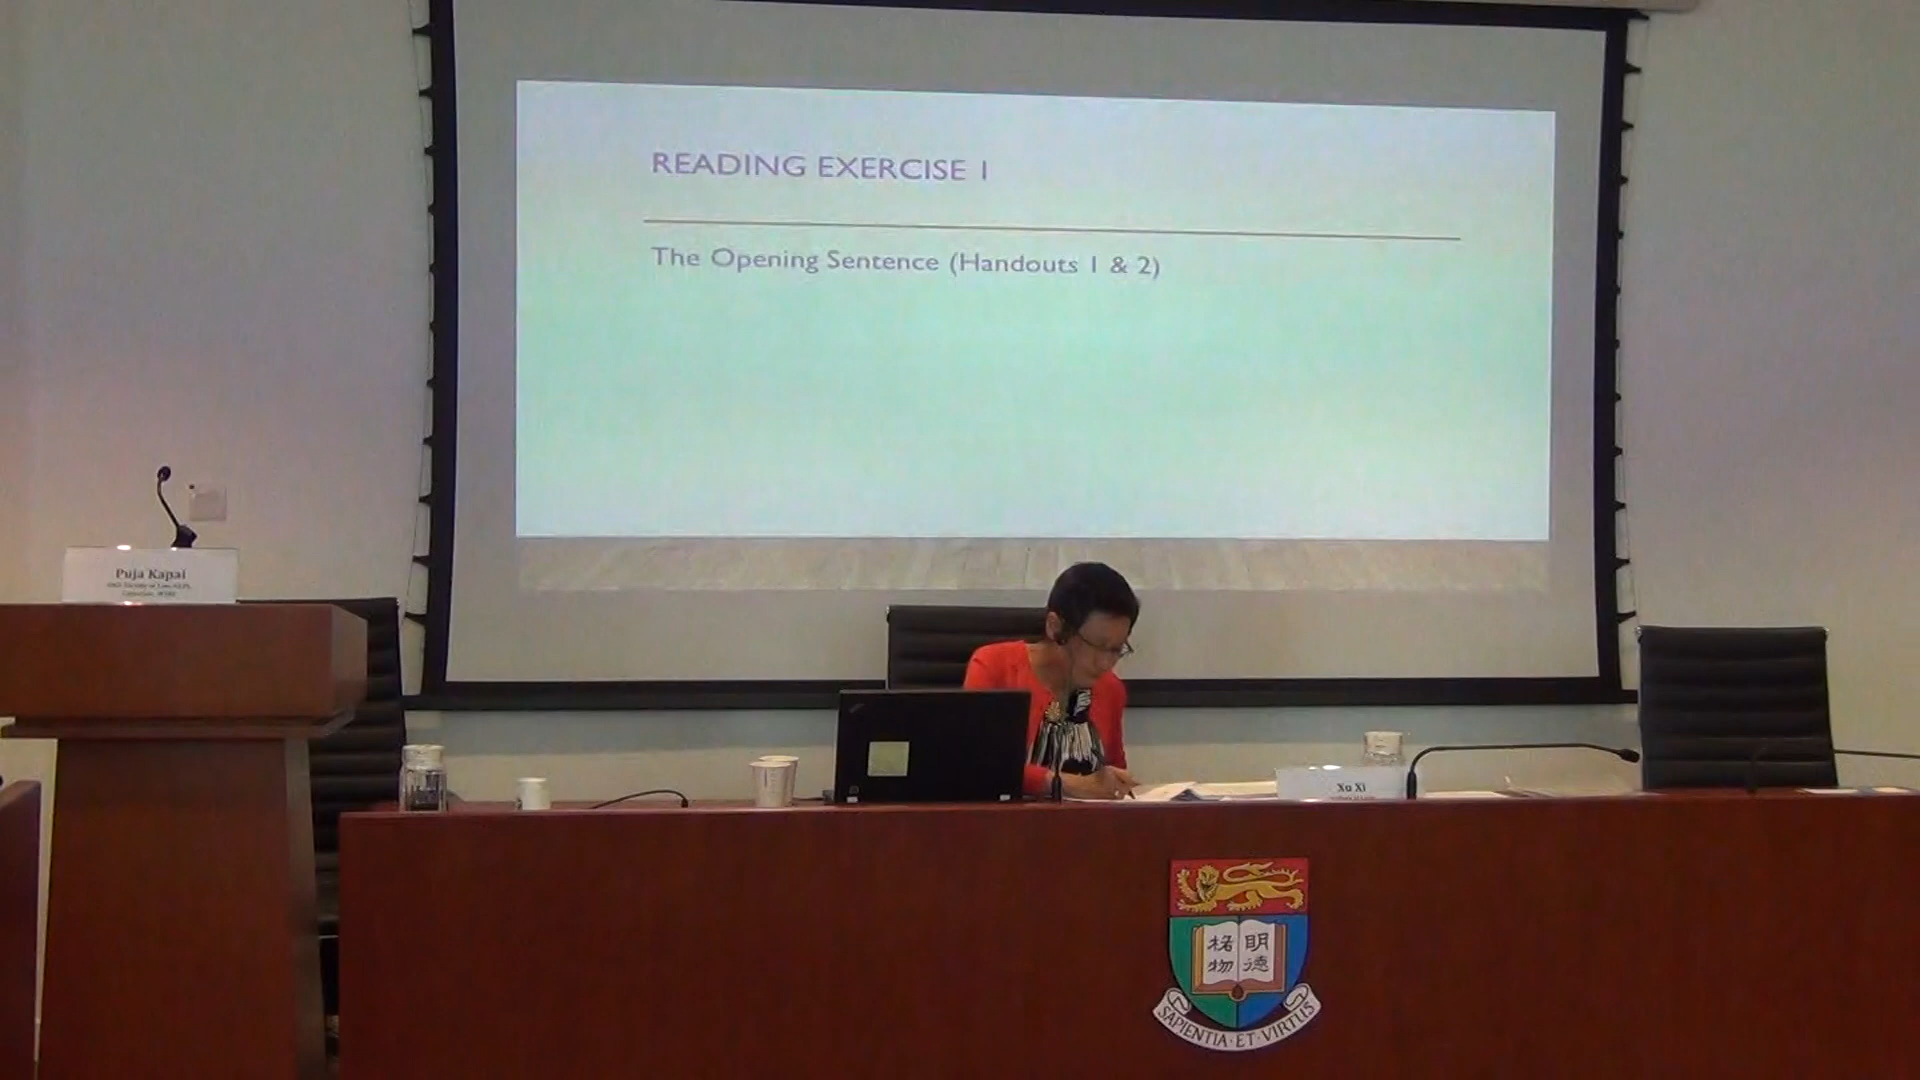 READING EXERCISE 1
The Opening Sentence (Handouts 1 & 2)
Puja Kapai
Xu Xi
格物
明德
SAPIENTIA·ET·VIRTUS